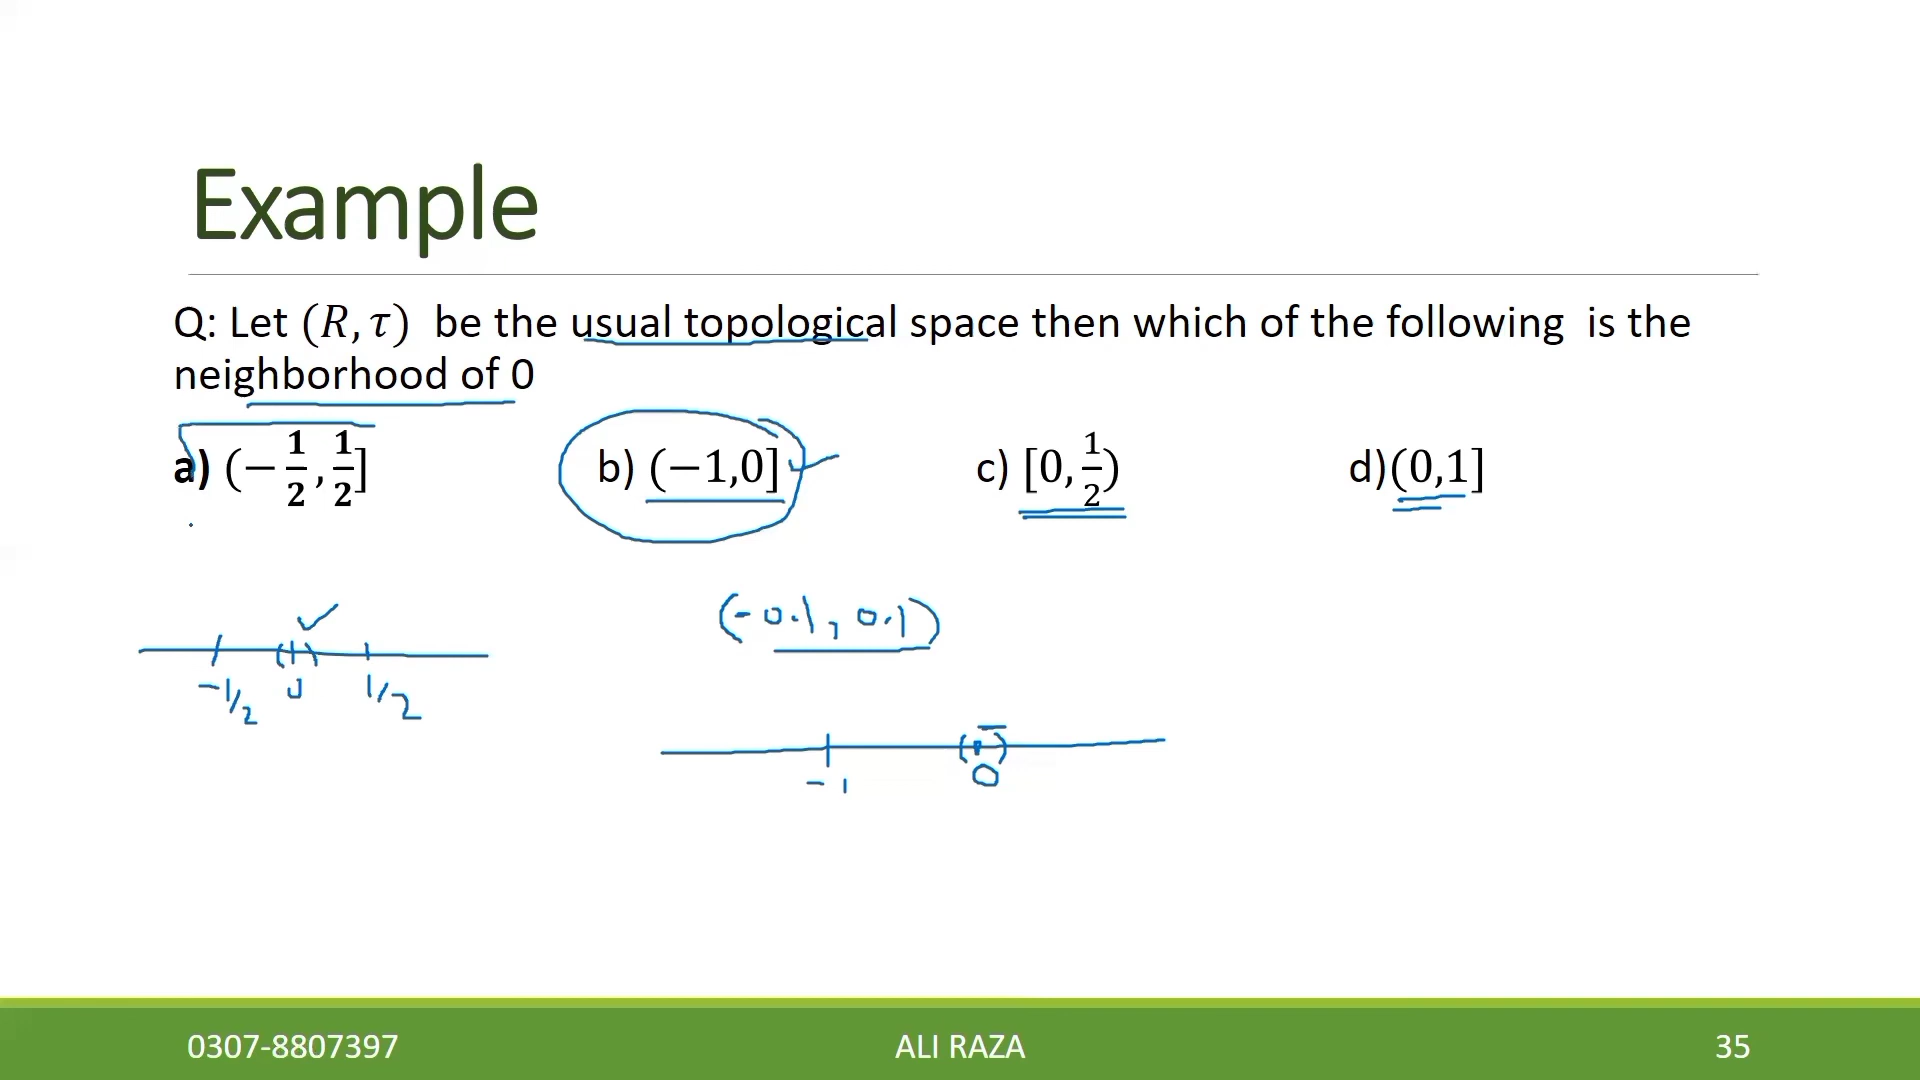 Example
Q: Let (R, τ) be the usual topological space then which of the following is the
neighborhood of 0
a) (−1/2, 1/2] b) (−1,0] c) [0, 1/2) d)(0,1]
(-0.1, 0.1)
-1/2 0 1/2
-1 0
0307-8807397 ALI RAZA 35